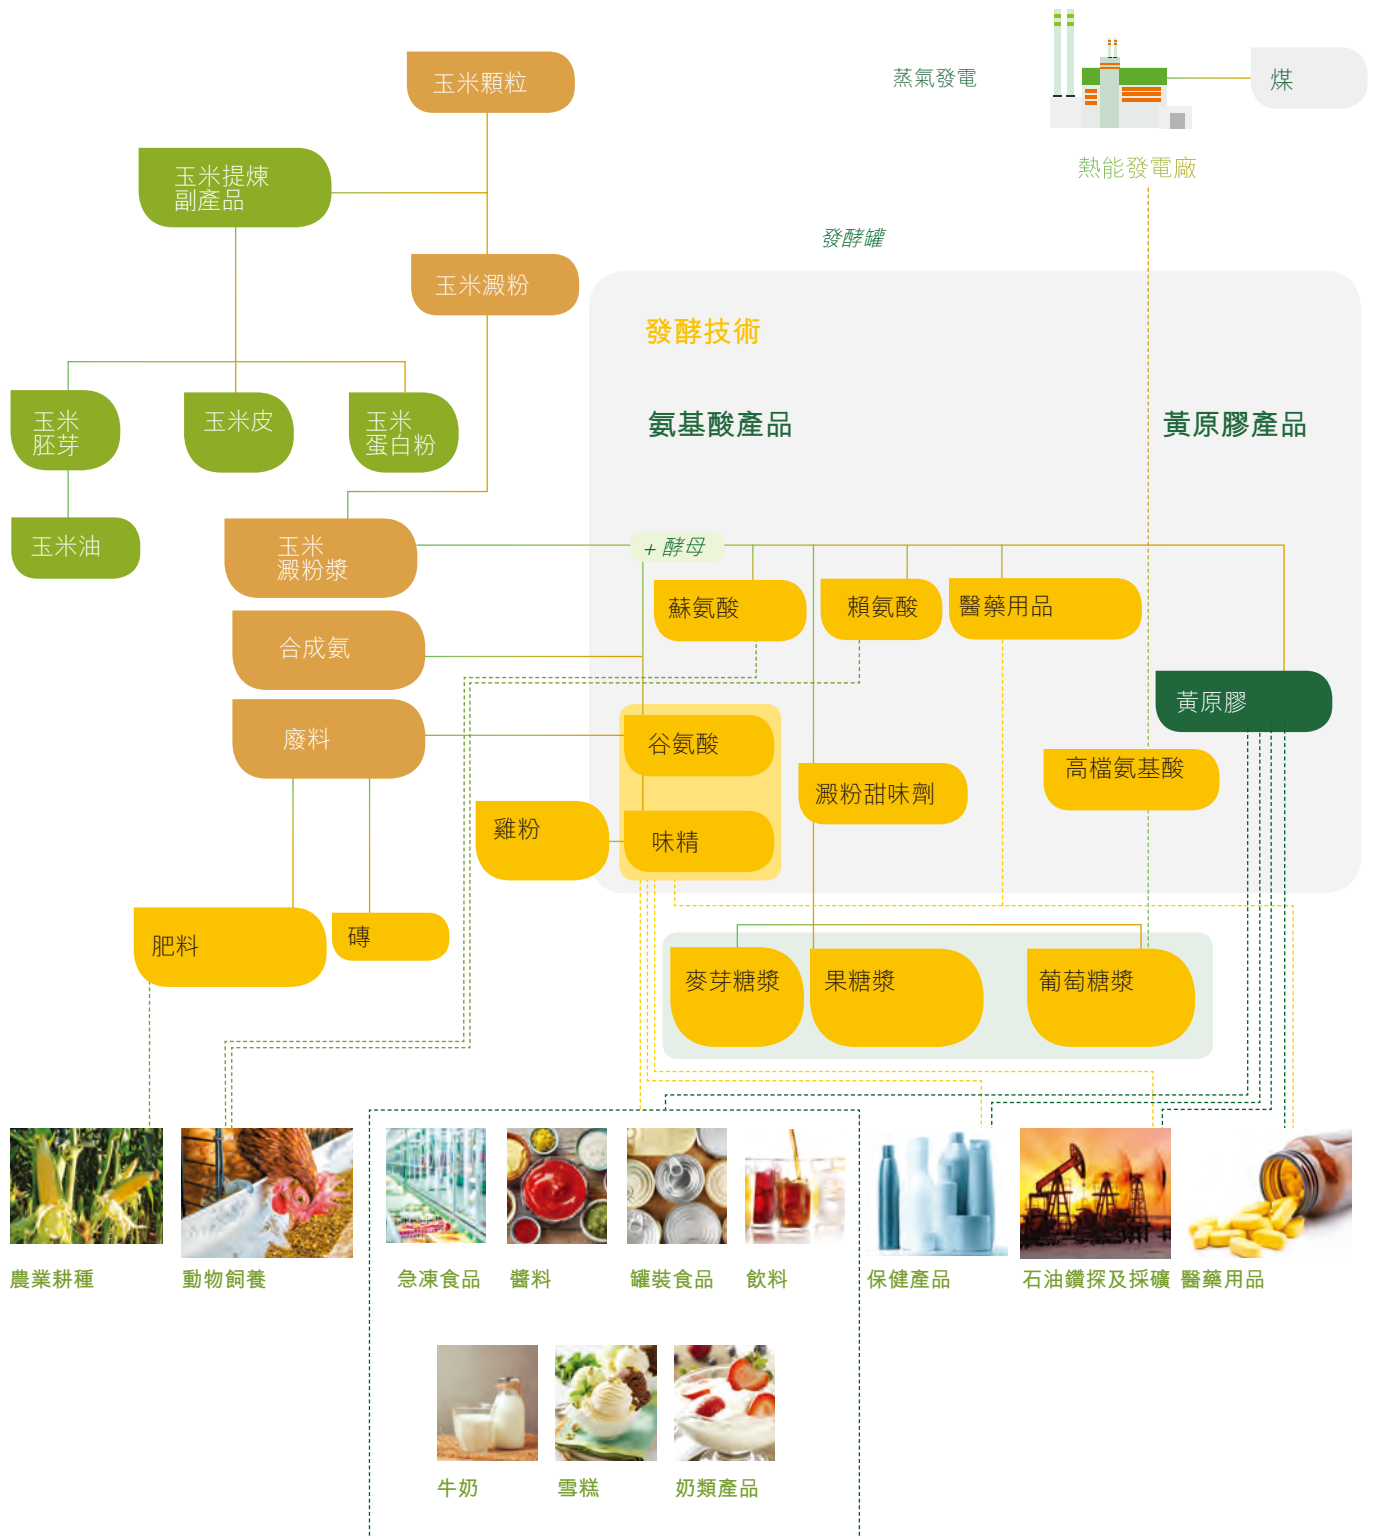 玉米顆粒
蒸氣發電
煤
熱能發電廠
玉米提煉
副產品
發酵罐
玉米澱粉
發酵技術
氨基酸產品
黃原膠產品
玉米
胚芽
玉米皮
玉米
蛋白粉
玉米油
玉米
澱粉漿
+ 酵母
蘇氨酸
賴氨酸
醫藥用品
合成氨
黃原膠
廢料
谷氨酸
高檔氨基酸
澱粉甜味劑
雞粉
味精
肥料
磚
麥芽糖漿
果糖漿
葡萄糖漿
農業耕種
動物飼養
急凍食品
醬料
罐裝食品
飲料
保健產品
石油鑽探及採礦
醫藥用品
牛奶
雪糕
奶類產品